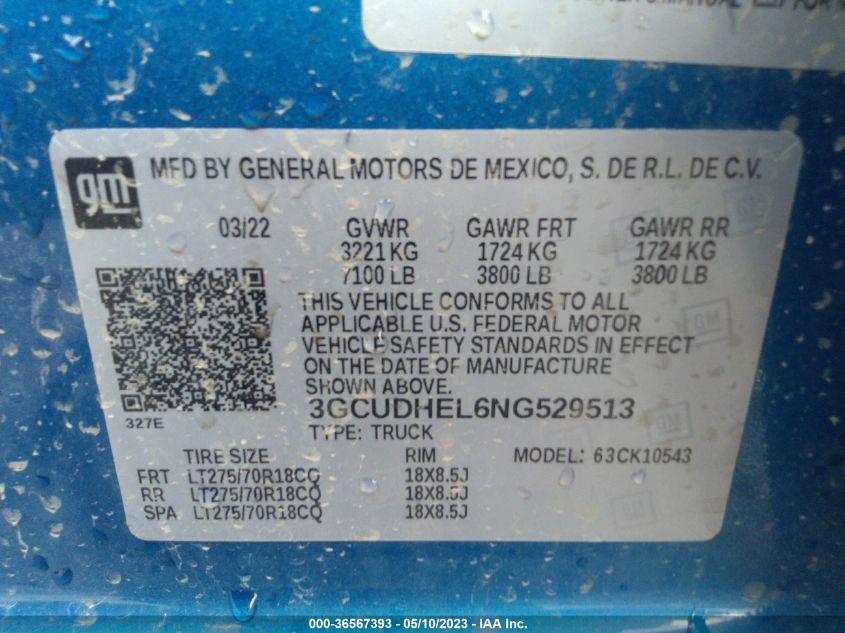 gm
MFD BY GENERAL MOTORS DE MEXICO, S. DE R.L. DE C.V.
03/22 GVWR GAWR FRT GAWR RR
3221 KG 1724 KG 1724 KG
7100 LB 3800 LB 3800 LB
THIS VEHICLE CONFORMS TO ALL
APPLICABLE U.S. FEDERAL MOTOR
VEHICLE SAFETY STANDARDS IN EFFECT
ON THE DATE OF MANUFACTURE
SHOWN ABOVE.
3GCUDHEL6NG529513
327E
TYPE: TRUCK
TIRE SIZE RIM MODEL: 63CK10543
FRT LT275/70R18CQ 18X8.5J
RR LT275/70R18CQ 18X8.5J
SPA LT275/70R18CQ 18X8.5J
GM
000-36567393 - 05/10/2023 - IAA Inc.